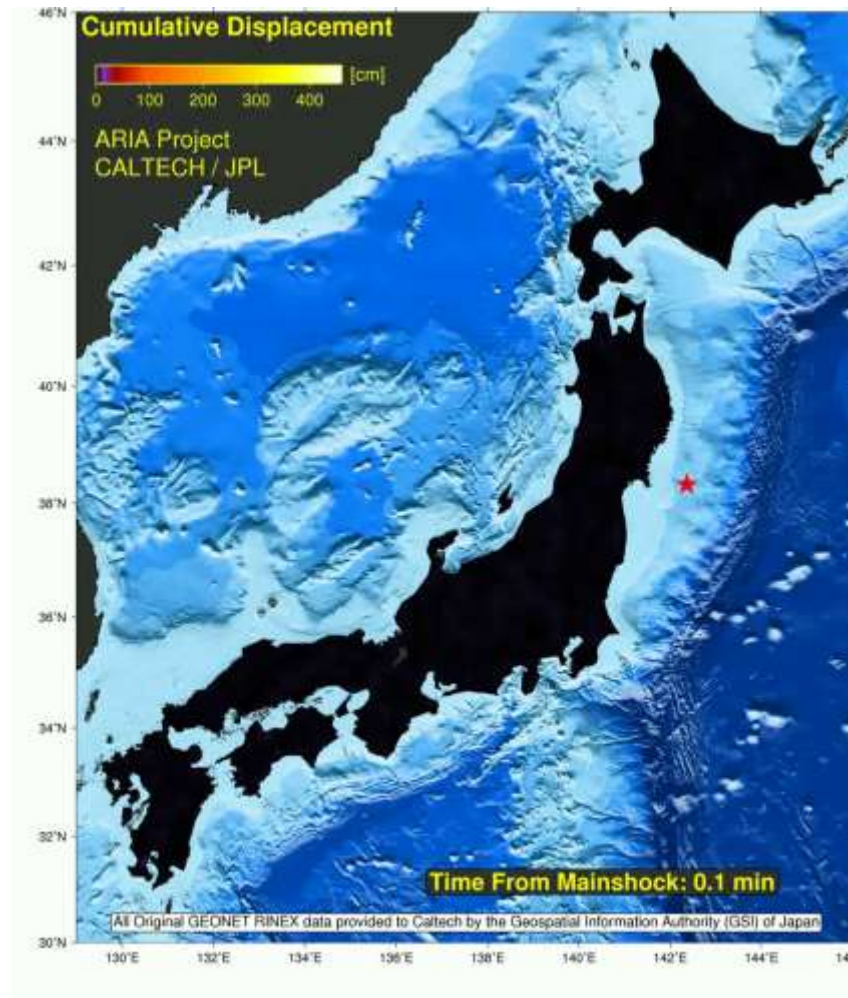 46°N
Cumulative Displacement
[cm]
0 100 200 300 400
ARIA Project
CALTECH / JPL
44°N
42°N
40°N
38°N
36°N
34°N
32°N
Time From Mainshock: 0.1 min
All Original GEONET RINEX data provided to Caltech by the Geospatial Information Authority (GSI) of Japan
30°N
130°E 132°E 134°E 136°E 138°E 140°E 142°E 144°E 14